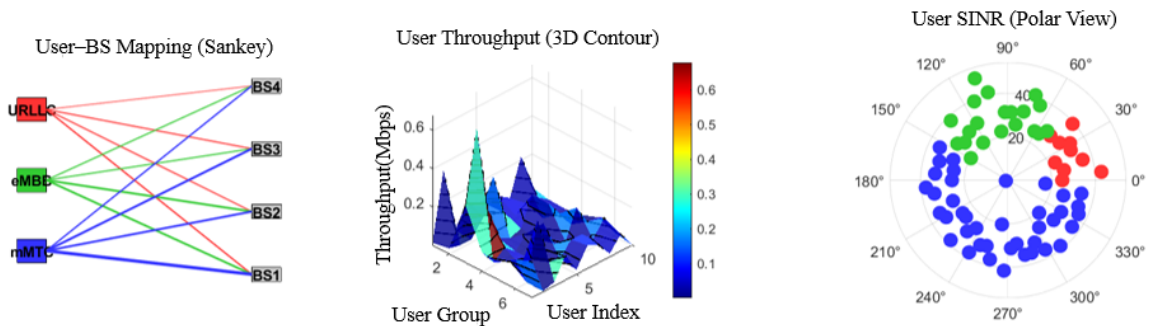 User–BS Mapping (Sankey)
URLLC
eMBB
mMTC
BS4
BS3
BS2
BS1
User Throughput (3D Contour)
Throughput(Mbps)
0.6
0.4
0.2
2
4
6
User Group
5
10
User Index
0.6
0.5
0.4
0.3
0.2
0.1
User SINR (Polar View)
90°
120°
60°
150°
30°
180°
0°
210°
330°
240°
300°
270°
40
20